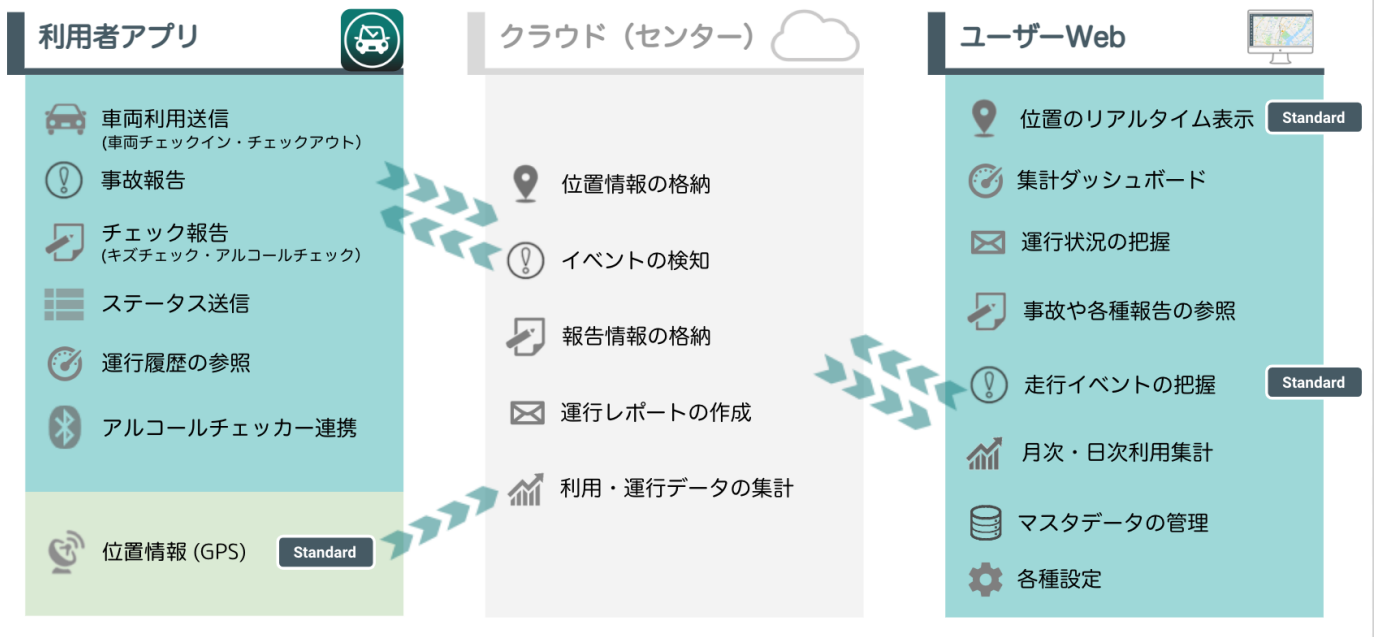 利用者アプリ
車両利用送信
(車両チェックイン・チェックアウト)
事故報告
チェック報告
(キズチェック・アルコールチェック)
ステータス送信
運行履歴の参照
アルコールチェッカー連携
位置情報 (GPS)
Standard
クラウド（センター）
位置情報の格納
イベントの検知
報告情報の格納
運行レポートの作成
利用・運行データの集計
ユーザーWeb
位置のリアルタイム表示
Standard
集計ダッシュボード
運行状況の把握
事故や各種報告の参照
走行イベントの把握
Standard
月次・日次利用集計
マスタデータの管理
各種設定